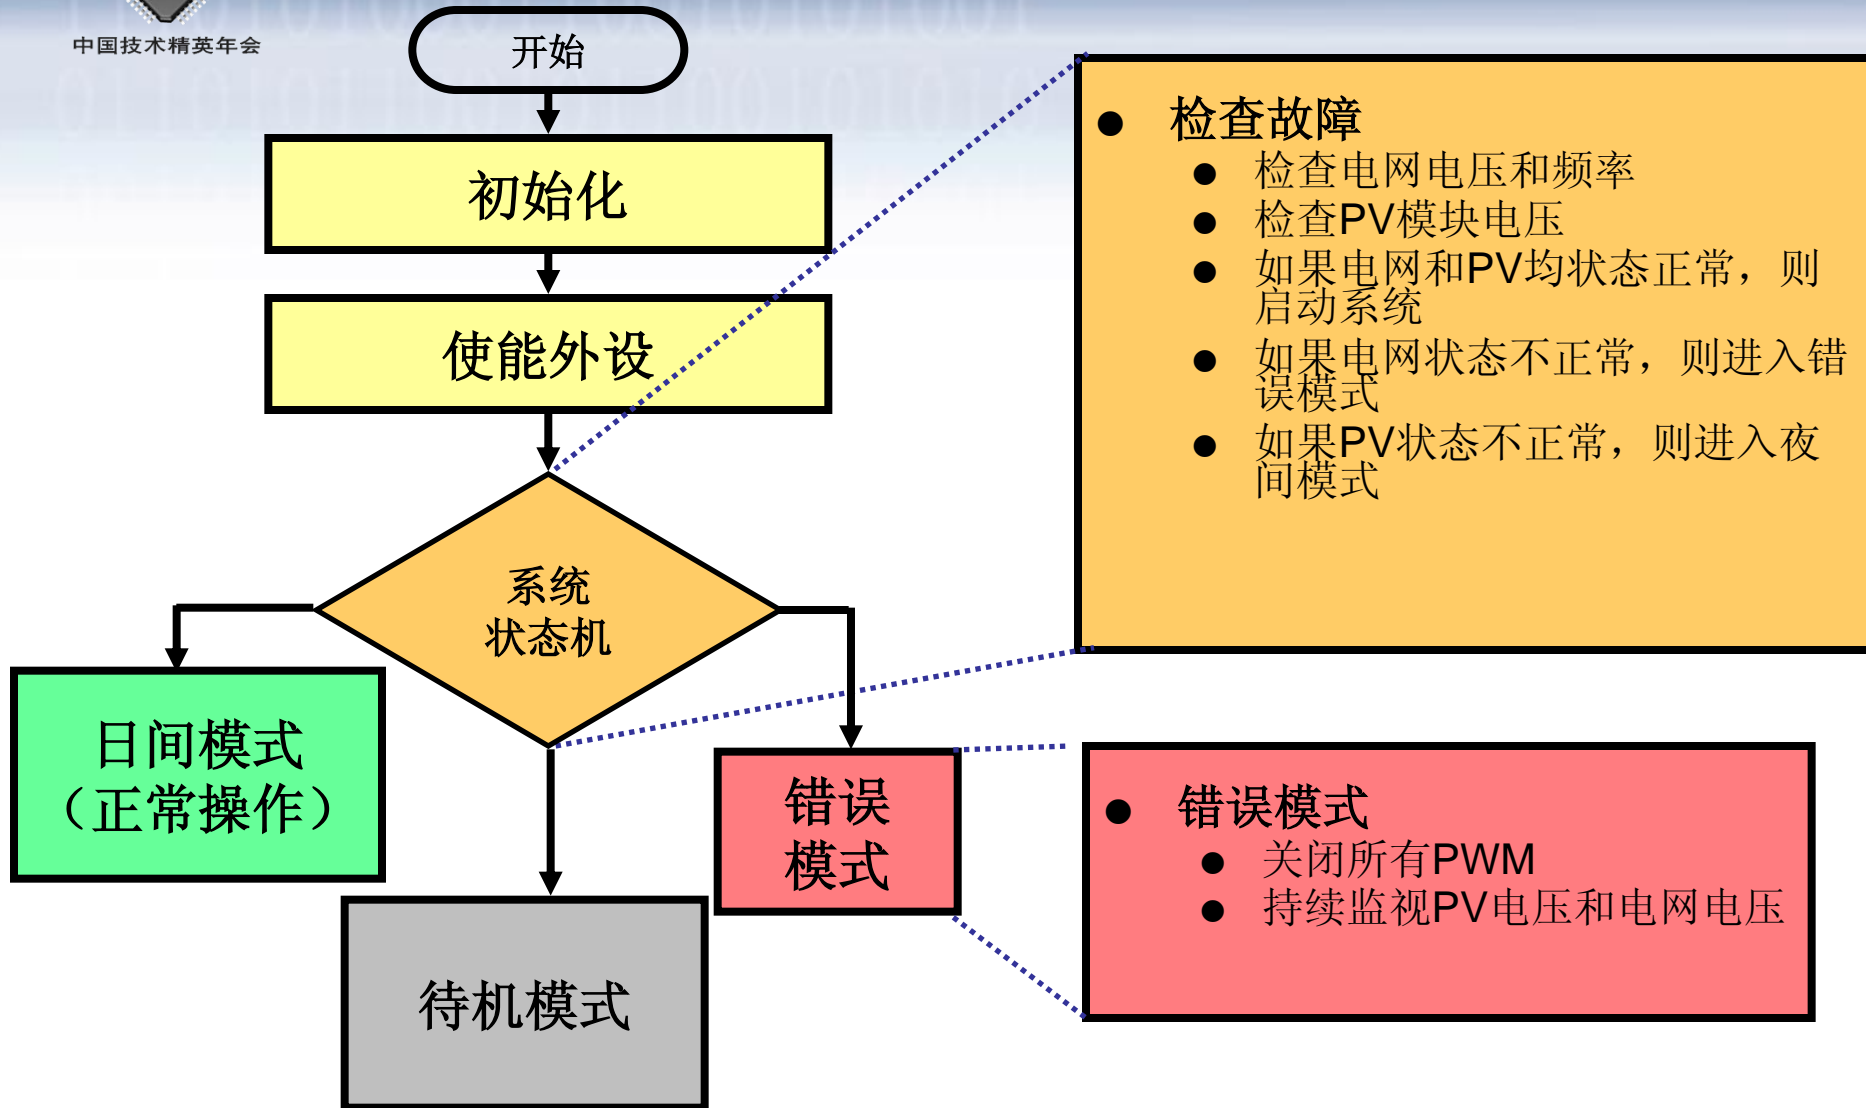 中国技术精英年会
开始
初始化
使能外设
系统
状态机
日间模式
（正常操作）
待机模式
错误
模式
● 检查故障
● 检查电网电压和频率
● 检查PV模块电压
● 如果电网和PV均状态正常，则
启动系统
● 如果电网状态不正常，则进入错
误模式
● 如果PV状态不正常，则进入夜
间模式
● 错误模式
● 关闭所有PWM
● 持续监视PV电压和电网电压